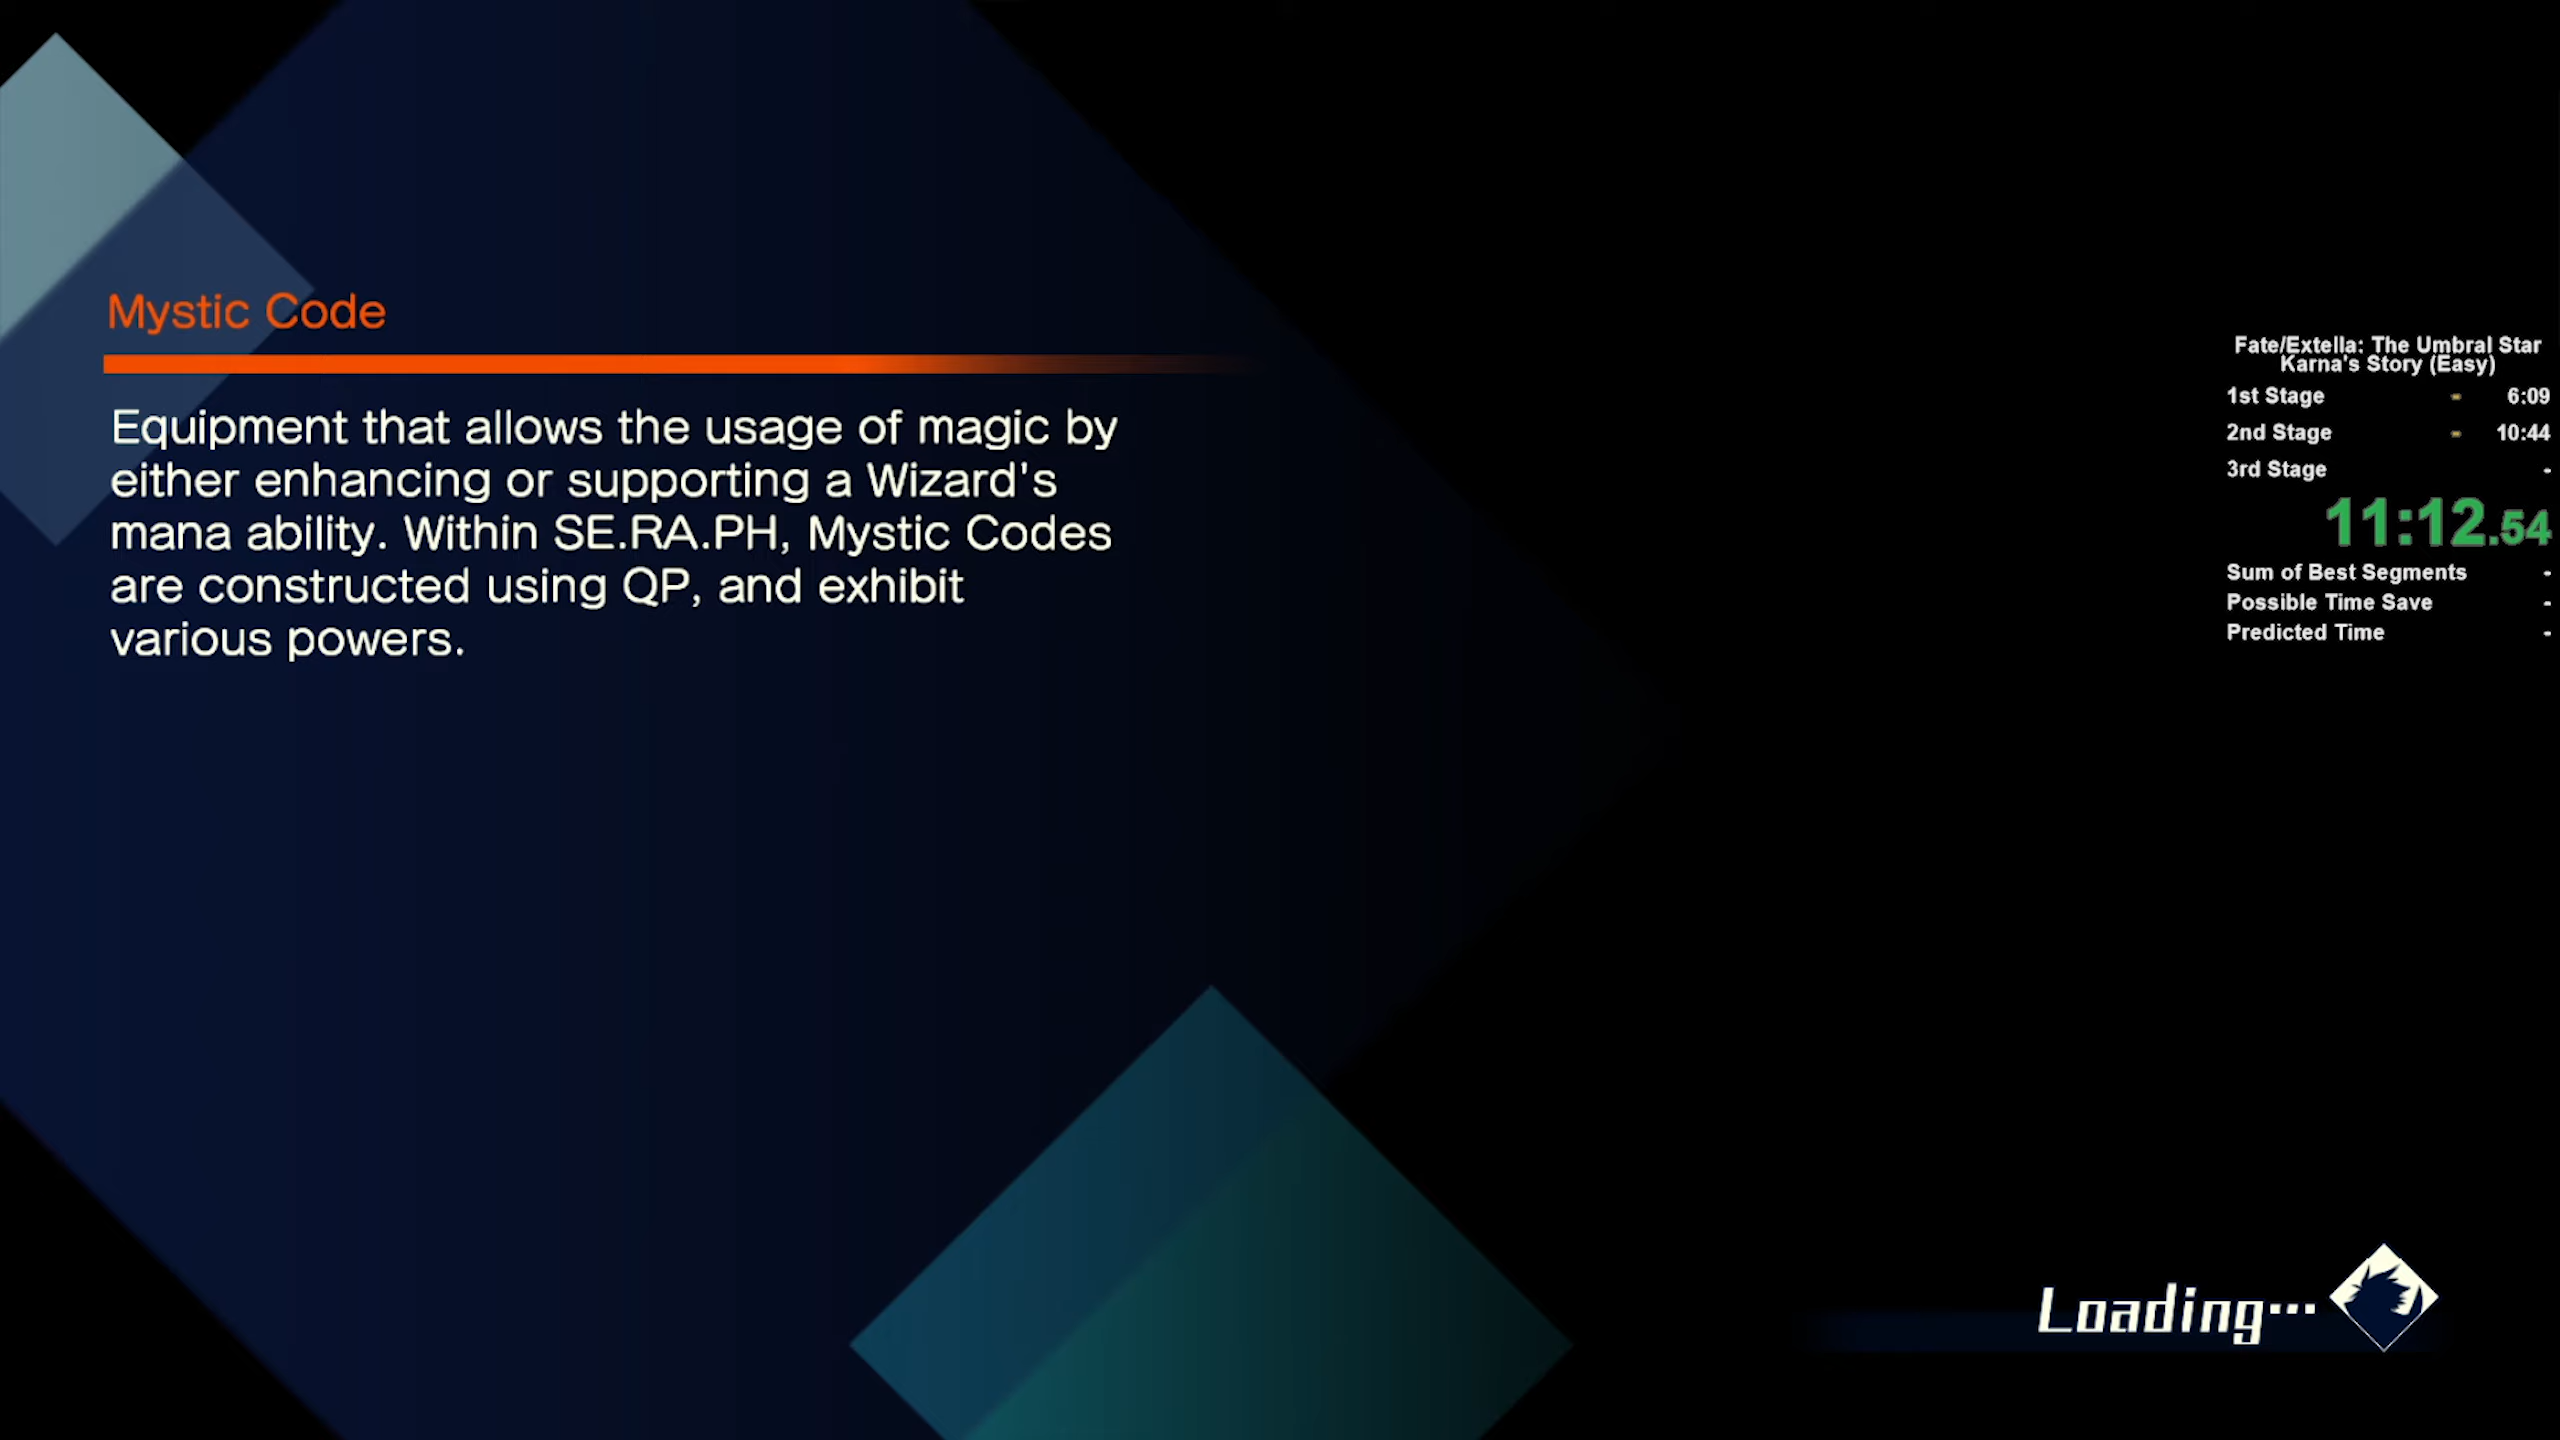 Mystic Code
Equipment that allows the usage of magic by
either enhancing or supporting a Wizard's
mana ability. Within SE.RA.PH, Mystic Codes
are constructed using QP, and exhibit
various powers.
Fate/Extella: The Umbral Star
Karna's Story (Easy)
1st Stage - 6:09
2nd Stage - 10:44
3rd Stage -
11:12.54
Sum of Best Segments -
Possible Time Save -
Predicted Time -
Loading...